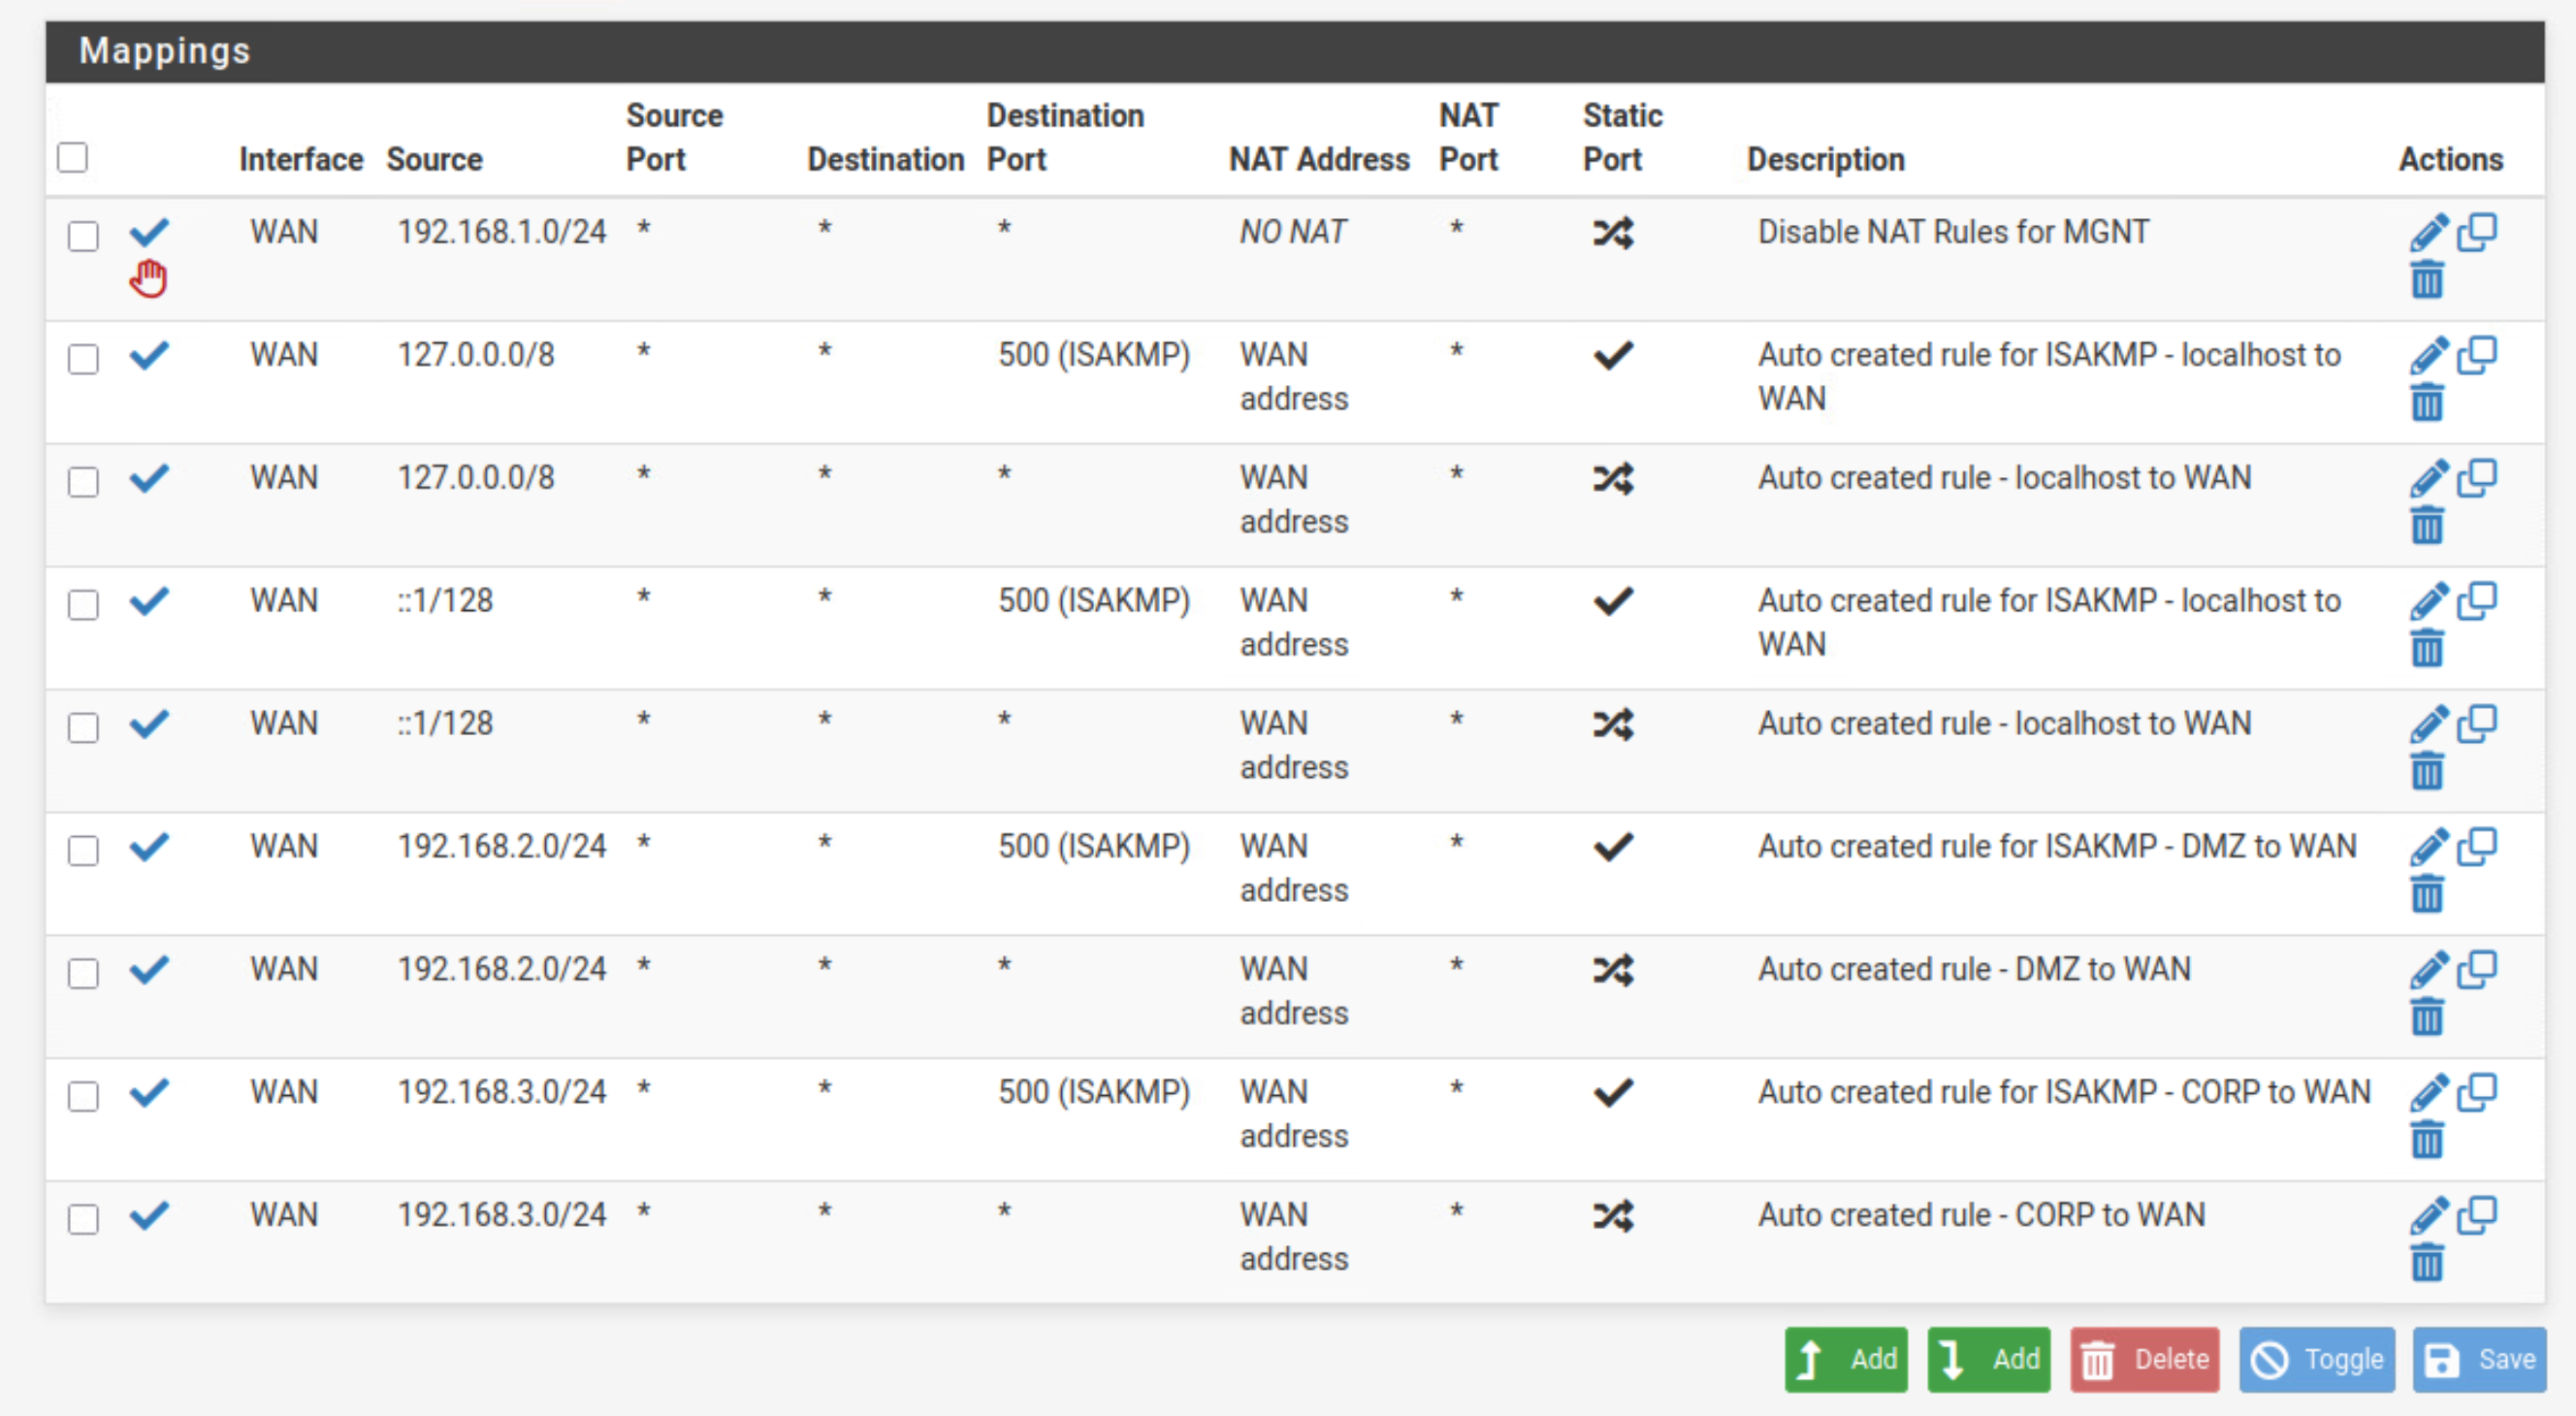 Mappings
Interface Source Source Port Destination Destination Port NAT Address NAT Port Static Port Description Actions
WAN 192.168.1.0/24 * * * NO NAT * Disable NAT Rules for MGNT
WAN 127.0.0.0/8 * * 500 (ISAKMP) WAN address * Auto created rule for ISAKMP - localhost to WAN
WAN 127.0.0.0/8 * * * WAN address * Auto created rule - localhost to WAN
WAN ::1/128 * * 500 (ISAKMP) WAN address * Auto created rule for ISAKMP - localhost to WAN
WAN ::1/128 * * * WAN address * Auto created rule - localhost to WAN
WAN 192.168.2.0/24 * * 500 (ISAKMP) WAN address * Auto created rule for ISAKMP - DMZ to WAN
WAN 192.168.2.0/24 * * * WAN address * Auto created rule - DMZ to WAN
WAN 192.168.3.0/24 * * 500 (ISAKMP) WAN address * Auto created rule for ISAKMP - CORP to WAN
WAN 192.168.3.0/24 * * * WAN address * Auto created rule - CORP to WAN
Add Add Delete Toggle Save